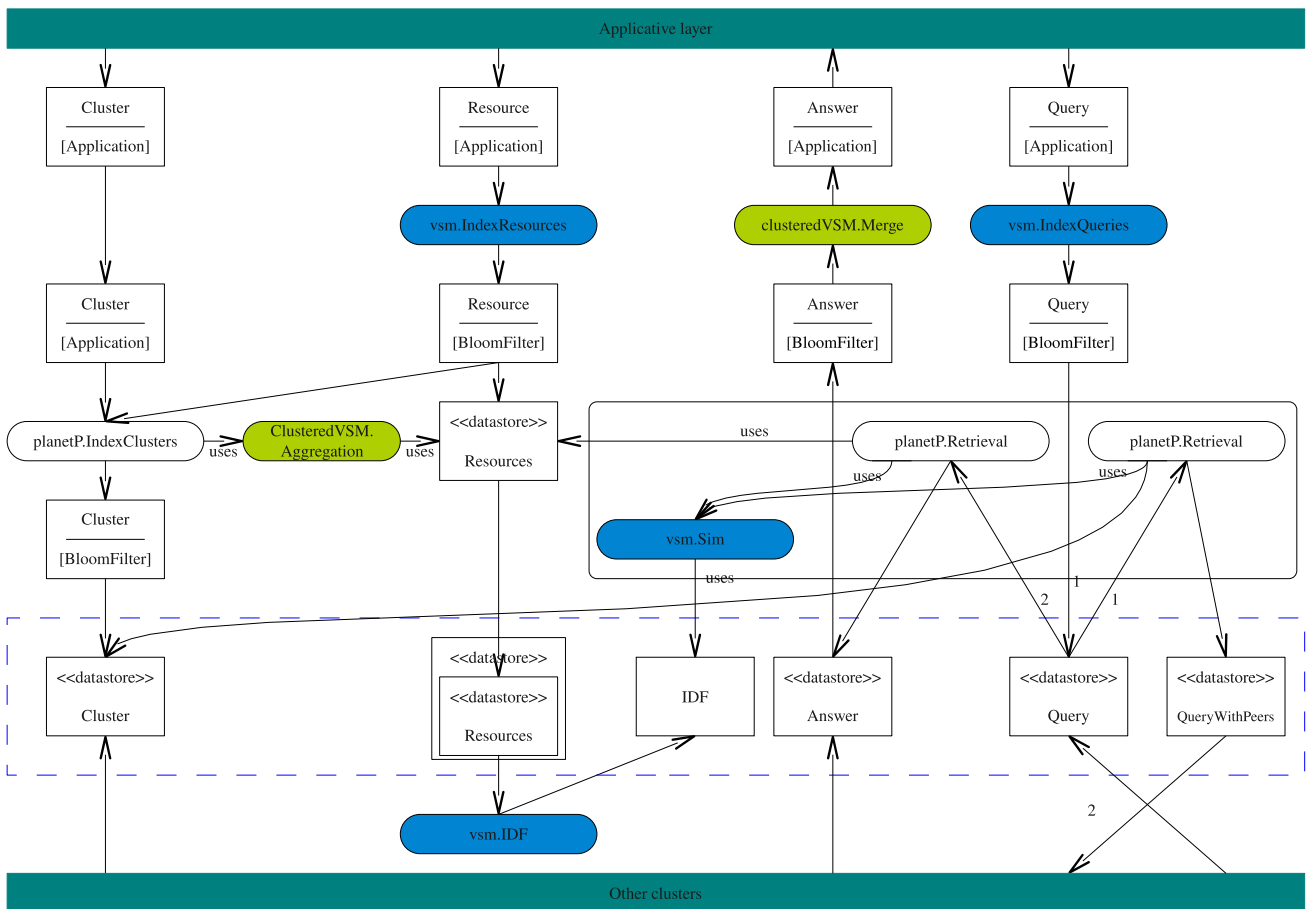 Applicative layer
Cluster
[Application]
Resource
[Application]
Answer
[Application]
Query
[Application]
vsm.IndexResources
clusteredVSM.Merge
vsm.IndexQueries
Cluster
[Application]
Resource
[BloomFilter]
Answer
[BloomFilter]
Query
[BloomFilter]
planetP.IndexClusters
uses
ClusteredVSM.
Aggregation
uses
<<datastore>>
Resources
uses
planetP.Retrieval
planetP.Retrieval
uses
uses
Cluster
[BloomFilter]
vsm.Sim
uses
1
2
1
<<datastore>>
Cluster
<<datastore>>
<<datastore>>
Resources
IDF
<<datastore>>
Answer
<<datastore>>
Query
<<datastore>>
QueryWithPeers
2
vsm.IDF
Other clusters